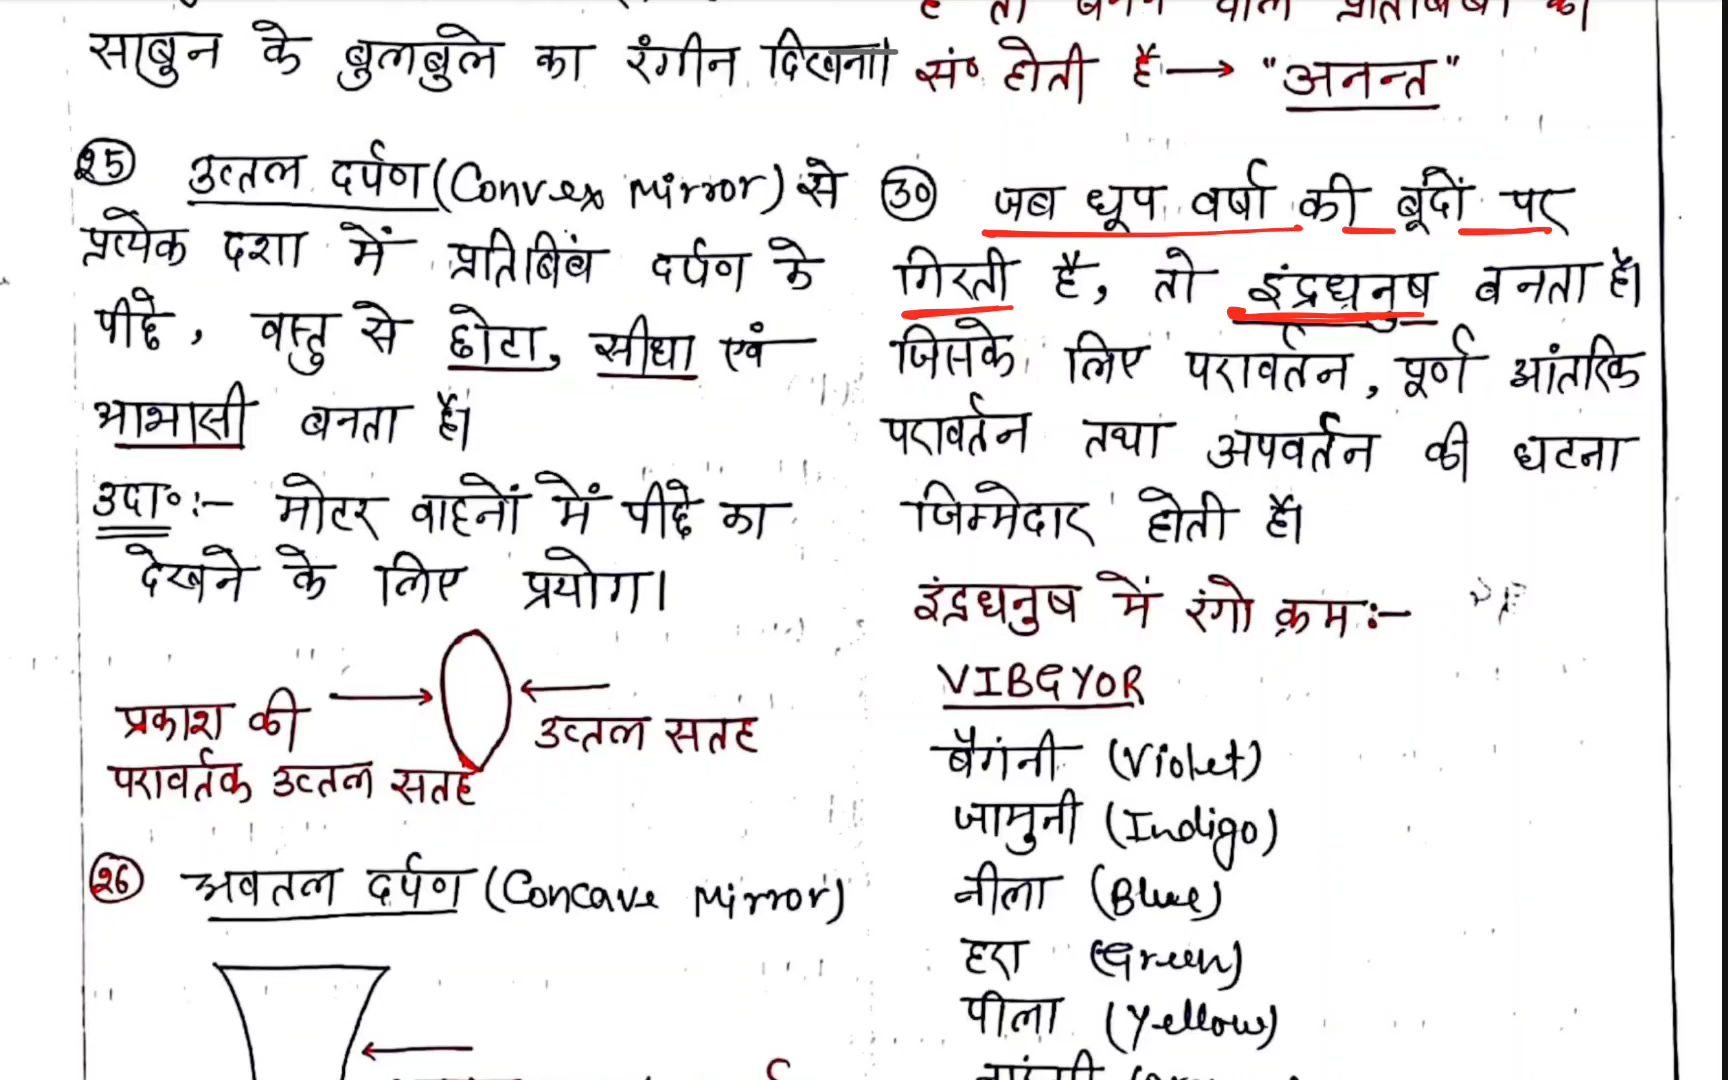 साबुन के बुलबुले का रंगीन दिखना।
25 उत्तल दर्पण (Convex Mirror) से
प्रत्येक दशा में प्रतिबिंब दर्पण के
पीछे, वस्तु से छोटा, सीधा एवं
आभासी बनता है।
उदा॰:- मोटर वाहनों में पीछे का
देखने के लिए प्रयोग।
प्रकाश की
परावर्तक उत्तल सतह
उत्तल सतह
26 अवतल दर्पण (Concave Mirror)
है तो बनने वाले प्रतिबिंबों की
सं॰ होती है → "अनन्त"
30 जब धूप वर्षा की बूंदों पर
गिरती है, तो इंद्रधनुष बनता है।
जिसके लिए परावर्तन, पूर्ण आंतरिक
परावर्तन तथा अपवर्तन की घटना
जिम्मेदार होती है।
इंद्रधनुष में रंगो क्रम:-
VIBGYOR
बैगंनी (Violet)
जामुनी (Indigo)
नीला (Blue)
हरा (Green)
पीला (Yellow)